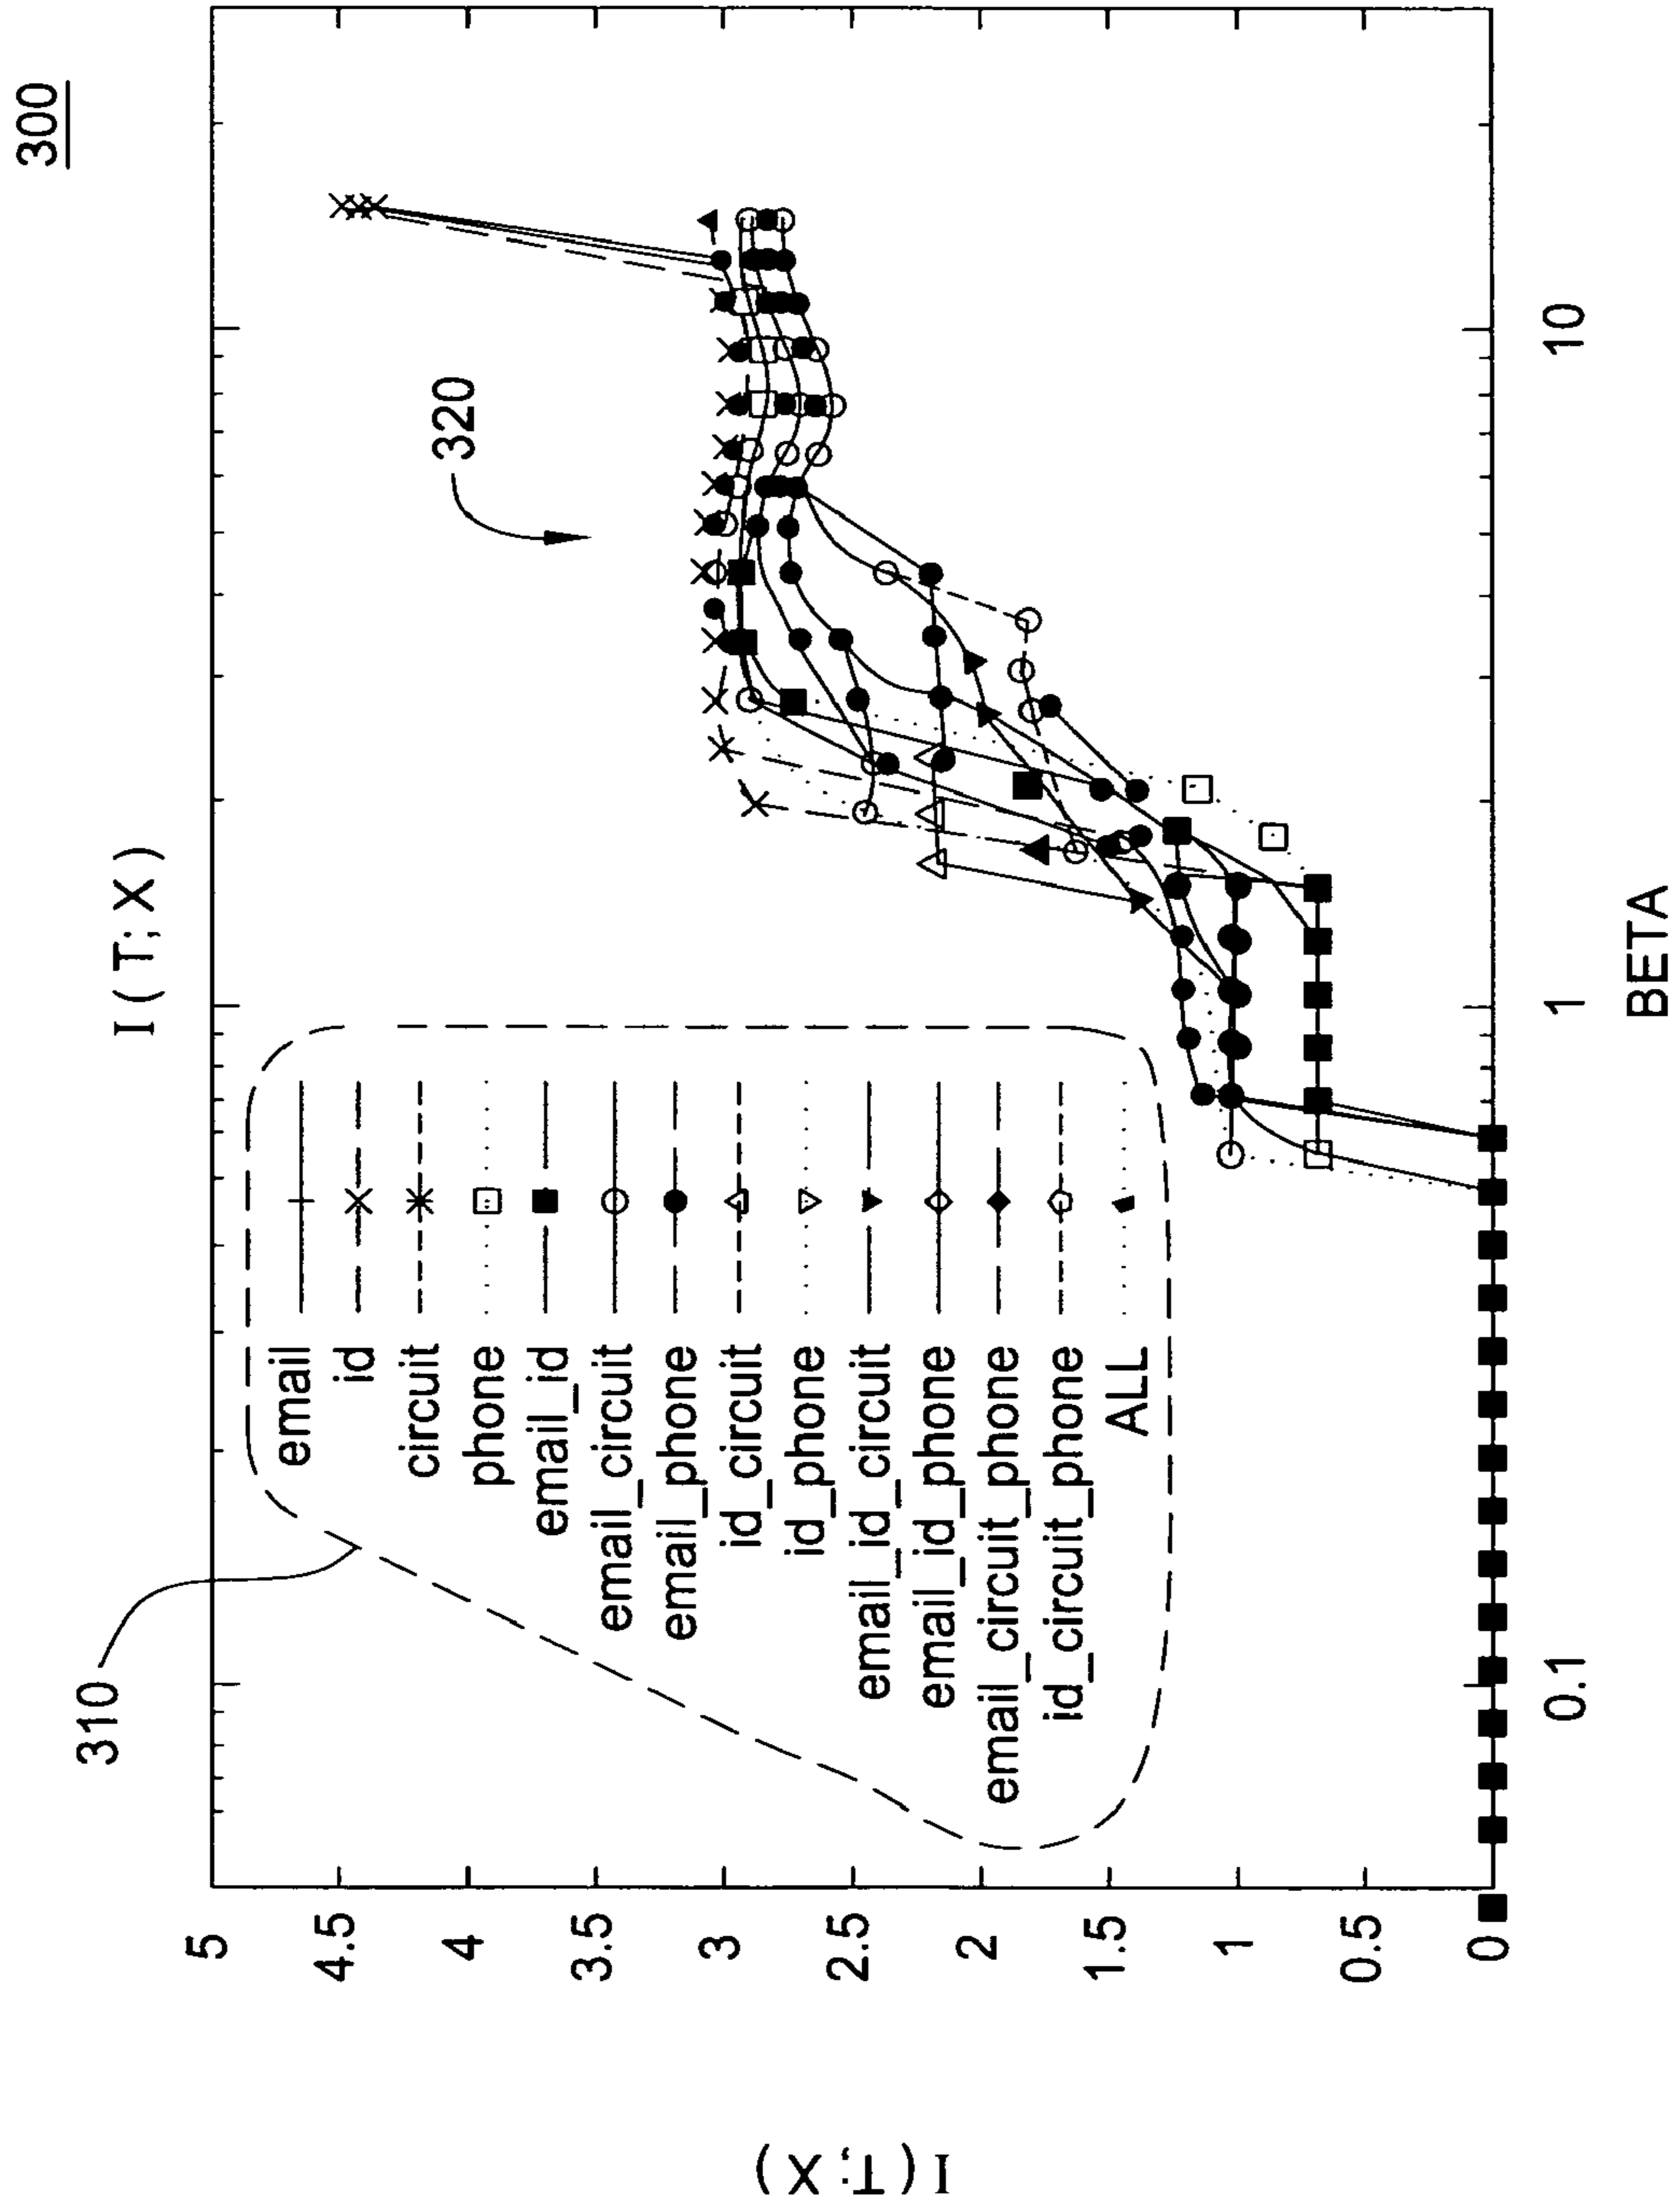 300
I ( T; X )
310
email
id
circuit
phone
email_id
email_circuit
email_phone
id_circuit
id_phone
email_id_circuit
email_id_phone
email_circuit_phone
id_circuit_phone
ALL
320
I ( T; X )
5
4.5
4
3.5
3
2.5
2
1.5
1
0.5
0
0.1
1
10
BETA